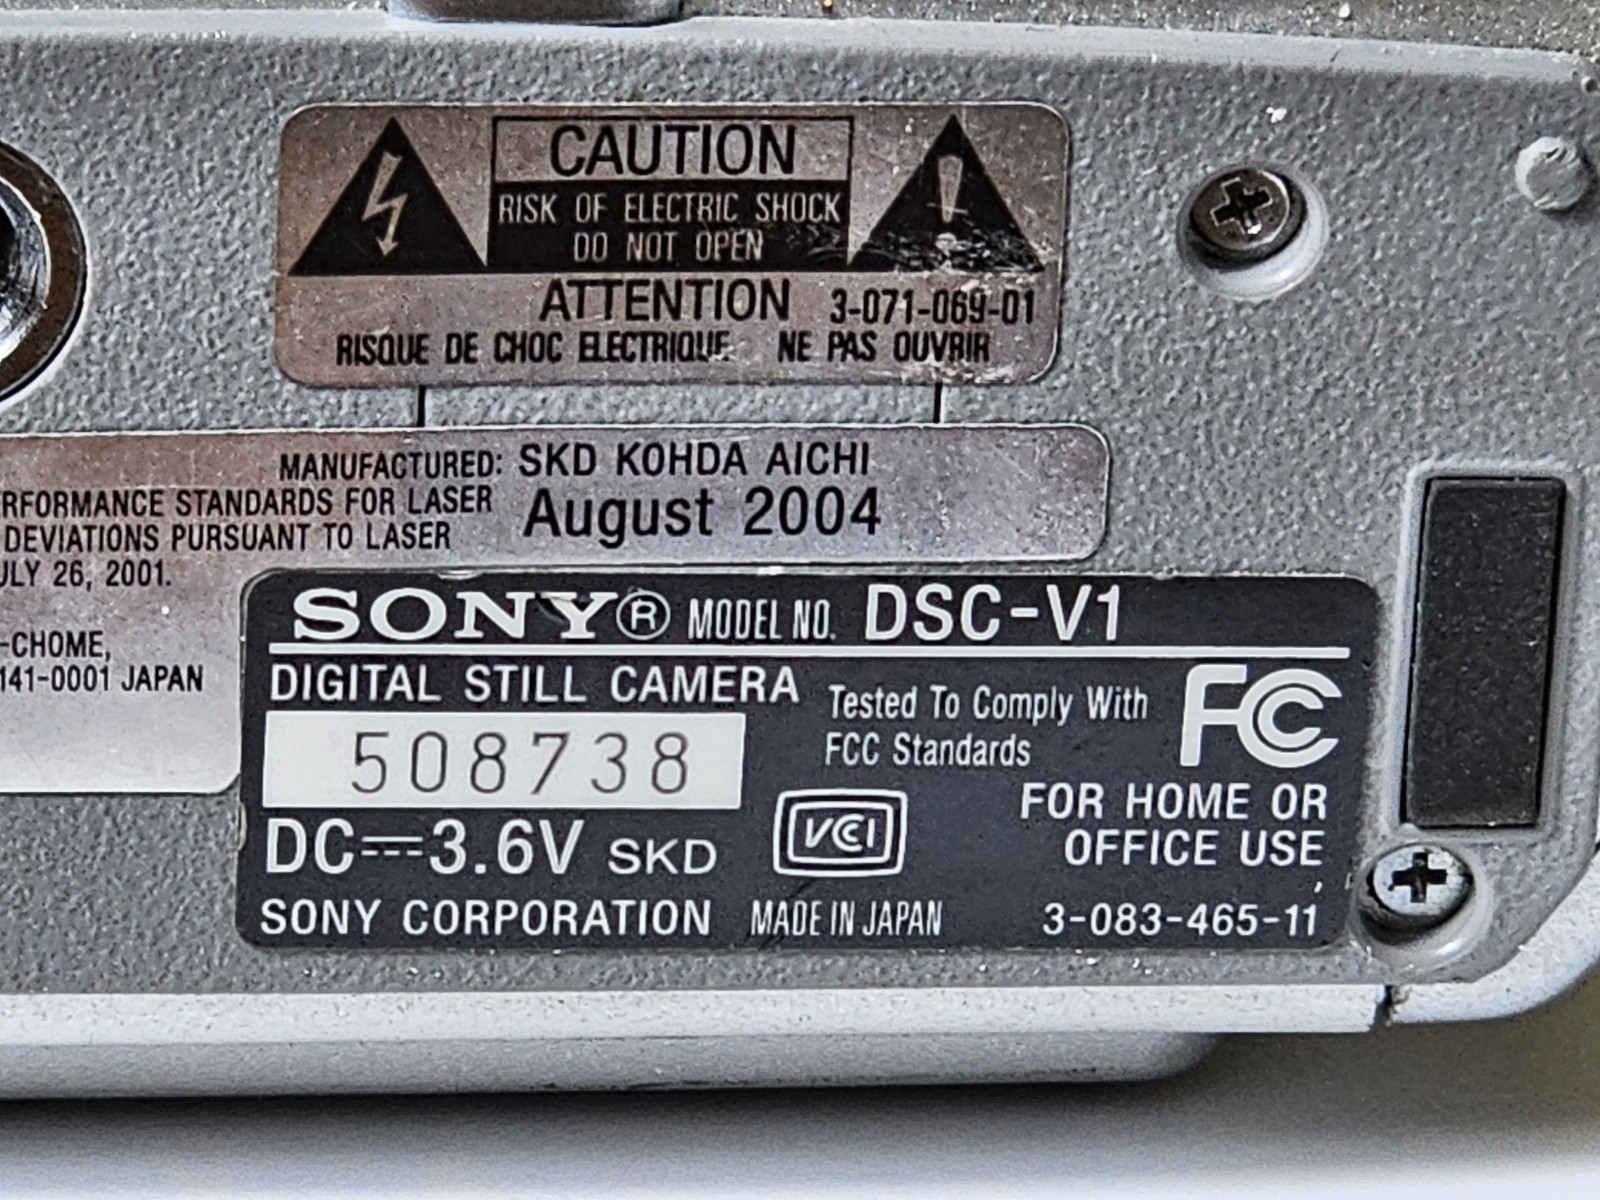 CAUTION
RISK OF ELECTRIC SHOCK
DO NOT OPEN
ATTENTION 3-071-069-01
RISQUE DE CHOC ELECTRIQUE NE PAS OUVRIR
MANUFACTURED: SKD KOHDA AICHI
RFORMANCE STANDARDS FOR LASER
August 2004
DEVIATIONS PURSUANT TO LASER
ULY 26, 2001.
-CHOME,
141-0001 JAPAN
SONY® MODEL NO. DSC-V1
DIGITAL STILL CAMERA
Tested To Comply With
FCC Standards
FC
508738
FOR HOME OR
OFFICE USE
DC⎓3.6V SKD
VCCI
SONY CORPORATION MADE IN JAPAN 3-083-465-11